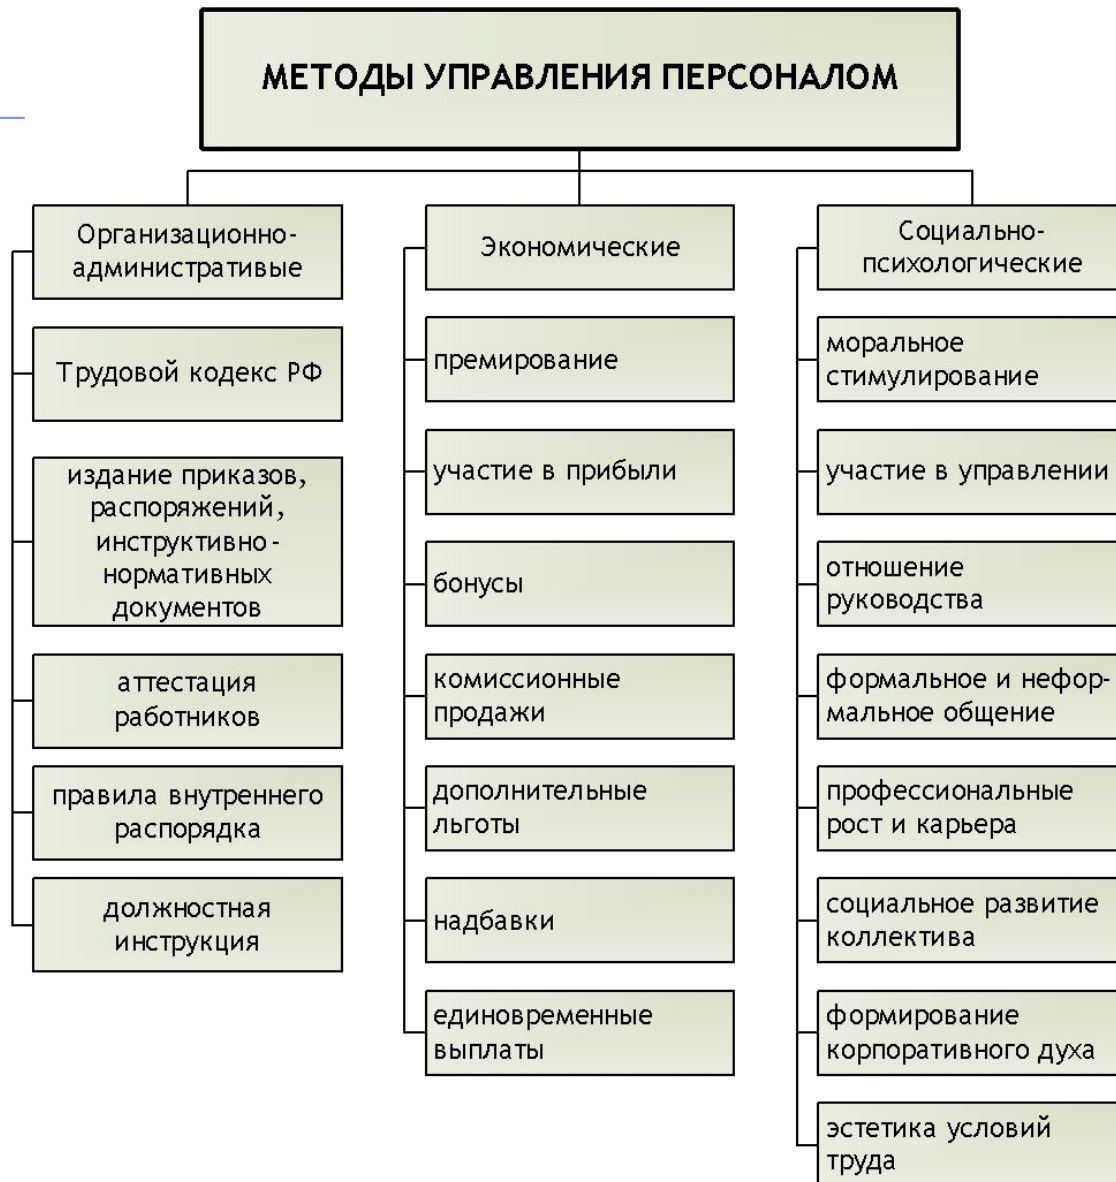 МЕТОДЫ УПРАВЛЕНИЯ ПЕРСОНАЛОМ
Организационно-
административые
Трудовой кодекс РФ
издание приказов,
распоряжений,
инструктивно-
нормативных
документов
аттестация
работников
правила внутреннего
распорядка
должностная
инструкция
Экономические
премирование
участие в прибыли
бонусы
комиссионные
продажи
дополнительные
льготы
надбавки
единовременные
выплаты
Социально-
психологические
моральное
стимулирование
участие в управлении
отношение
руководства
формальное и нефор-
мальное общение
профессиональные
рост и карьера
социальное развитие
коллектива
формирование
корпоративного духа
эстетика условий
труда